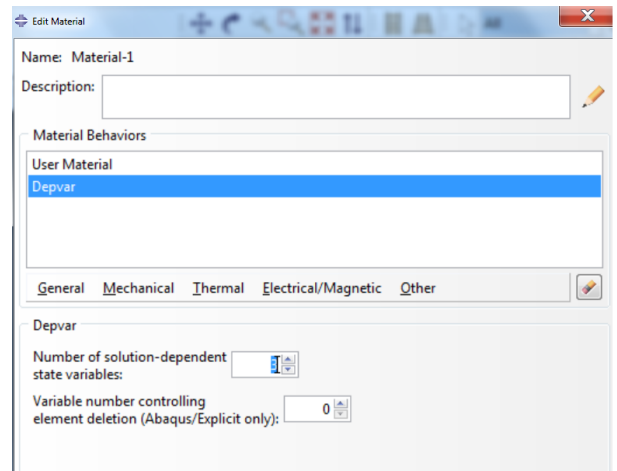 Edit Material
Name: Material-1
Description:
Material Behaviors
User Material
Depvar
General Mechanical Thermal Electrical/Magnetic Other
Depvar
Number of solution-dependent
state variables:
Variable number controlling
element deletion (Abaqus/Explicit only): 0